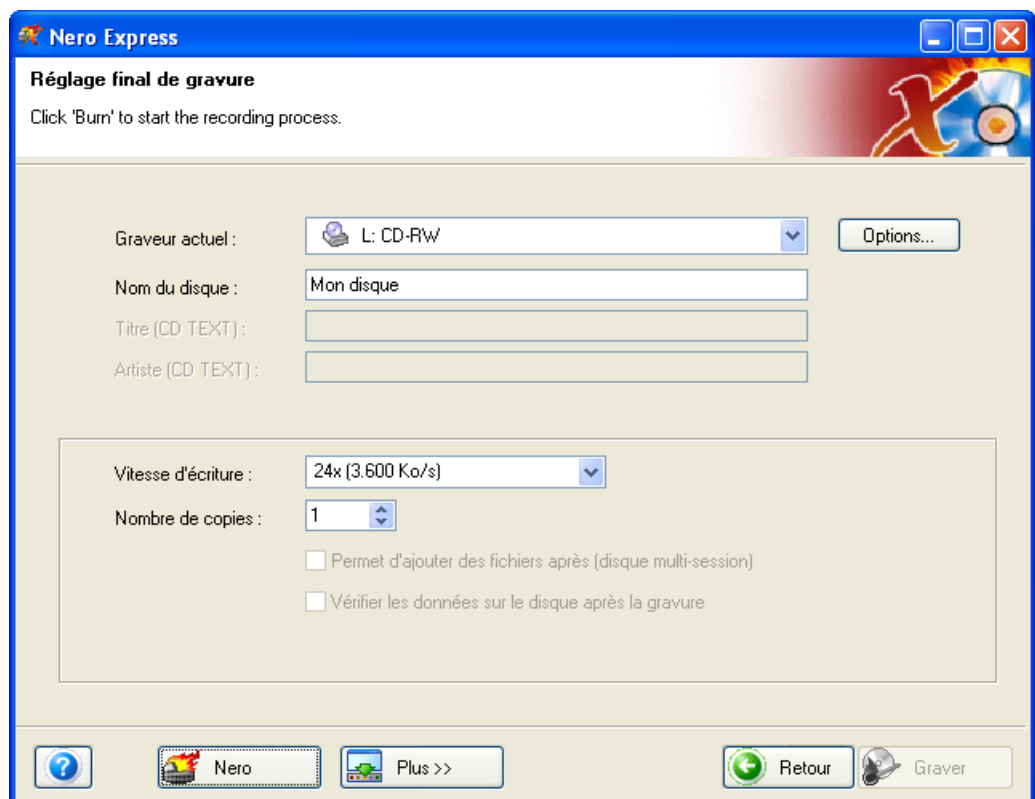 Nero Express
Réglage final de gravure
Click 'Burn' to start the recording process.
Graveur actuel :
L: CD-RW
Options...
Nom du disque :
Mon disque
Titre (CD TEXT) :
Artiste (CD TEXT) :
Vitesse d'écriture :
24x (3.600 Ko/s)
Nombre de copies :
1
Permet d'ajouter des fichiers après (disque multi-session)
Vérifier les données sur le disque après la gravure
Nero
Plus >>
Retour
Graver